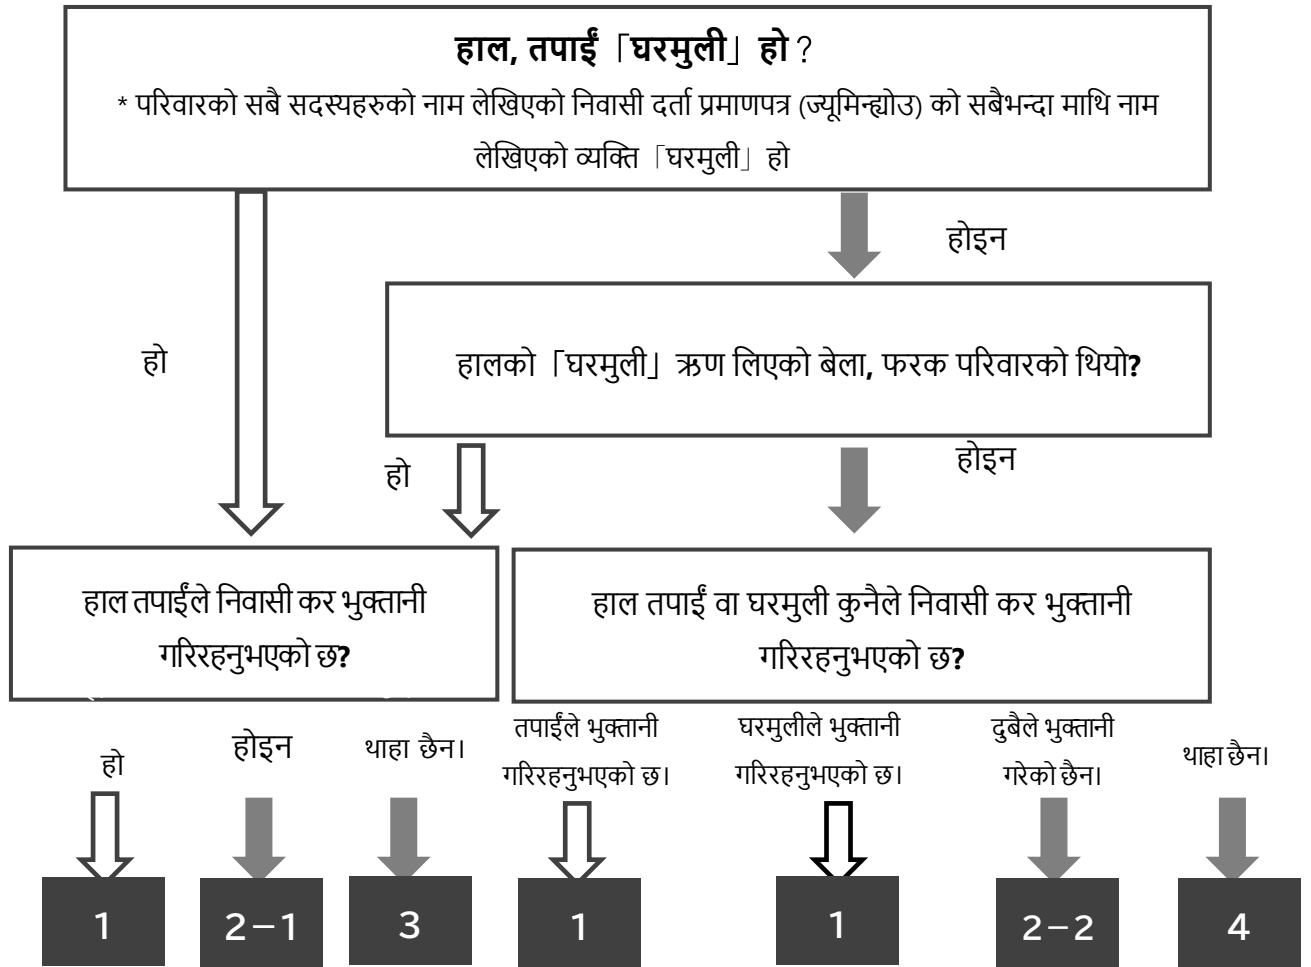 हाल, तपाईं「घरमुली」हो？
* परिवारको सबै सदस्यहरुको नाम लेखिएको निवासी दर्ता प्रमाणपत्र (ज्यूमिन्ह्योउ) को सबैभन्दा माथि नाम
लेखिएको व्यक्ति「घरमुली」हो
होइन
हो
हालको「घरमुली」ऋण लिएको बेला, फरक परिवारको थियो?
होइन
हो
हाल तपाईंले निवासी कर भुक्तानी
गरिरहनुभएको छ?
हाल तपाईं वा घरमुली कुनैले निवासी कर भुक्तानी
गरिरहनुभएको छ?
हो
होइन
थाहा छैन।
तपाईंले भुक्तानी
गरिरहनुभएको छ।
घरमुलीले भुक्तानी
गरिरहनुभएको छ।
दुबैले भुक्तानी
गरेको छैन।
थाहा छैन।
1
2－1
3
1
1
2－2
4